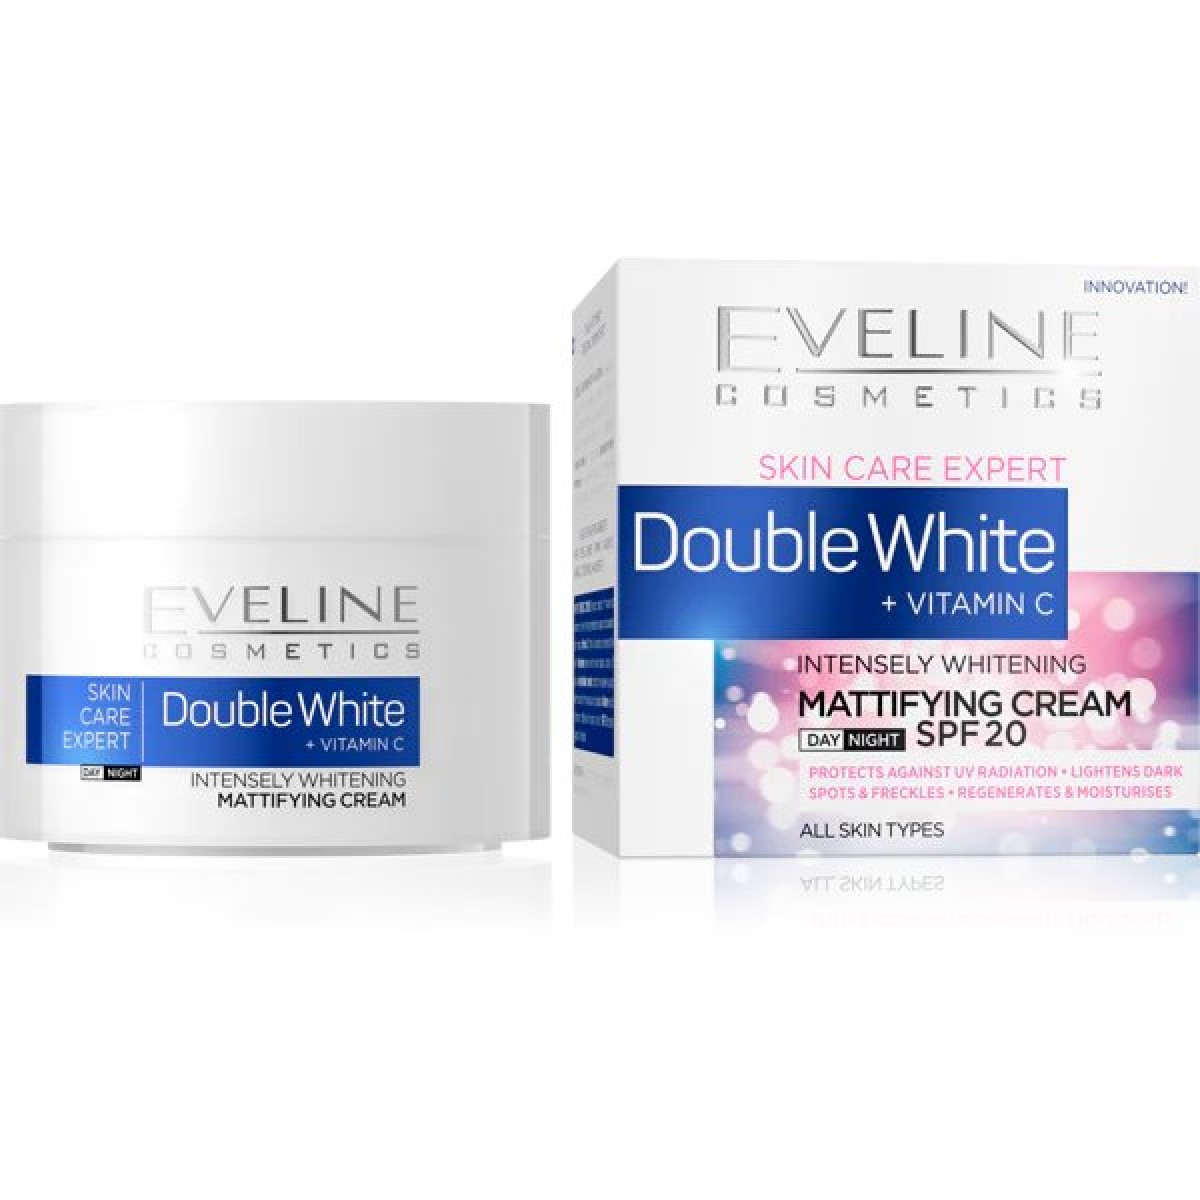 EVELINE
COSMETICS
SKIN
CARE
EXPERT
Double White
+ VITAMIN C
DAY NIGHT
INTENSELY WHITENING
MATTIFYING CREAM
INNOVATION!
EVELINE
COSMETICS
SKIN CARE EXPERT
Double White
+ VITAMIN C
INTENSELY WHITENING
MATTIFYING CREAM
DAY NIGHT SPF 20
PROTECTS AGAINST UV RADIATION • LIGHTENS DARK
SPOTS & FRECKLES • REGENERATES & MOISTURISES
ALL SKIN TYPES